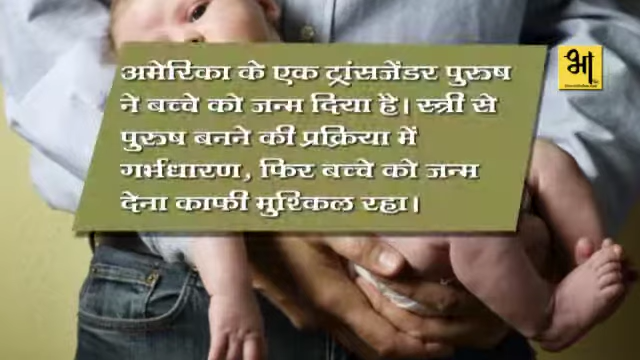 अमेरिका के एक ट्रांसजेंडर पुरुष
ने बच्चे को जन्म दिया है। स्त्री से
पुरुष बनने की प्रक्रिया में
गर्भधारण, फिर बच्चे को जन्म
देना काफी मुश्किल रहा।
भा